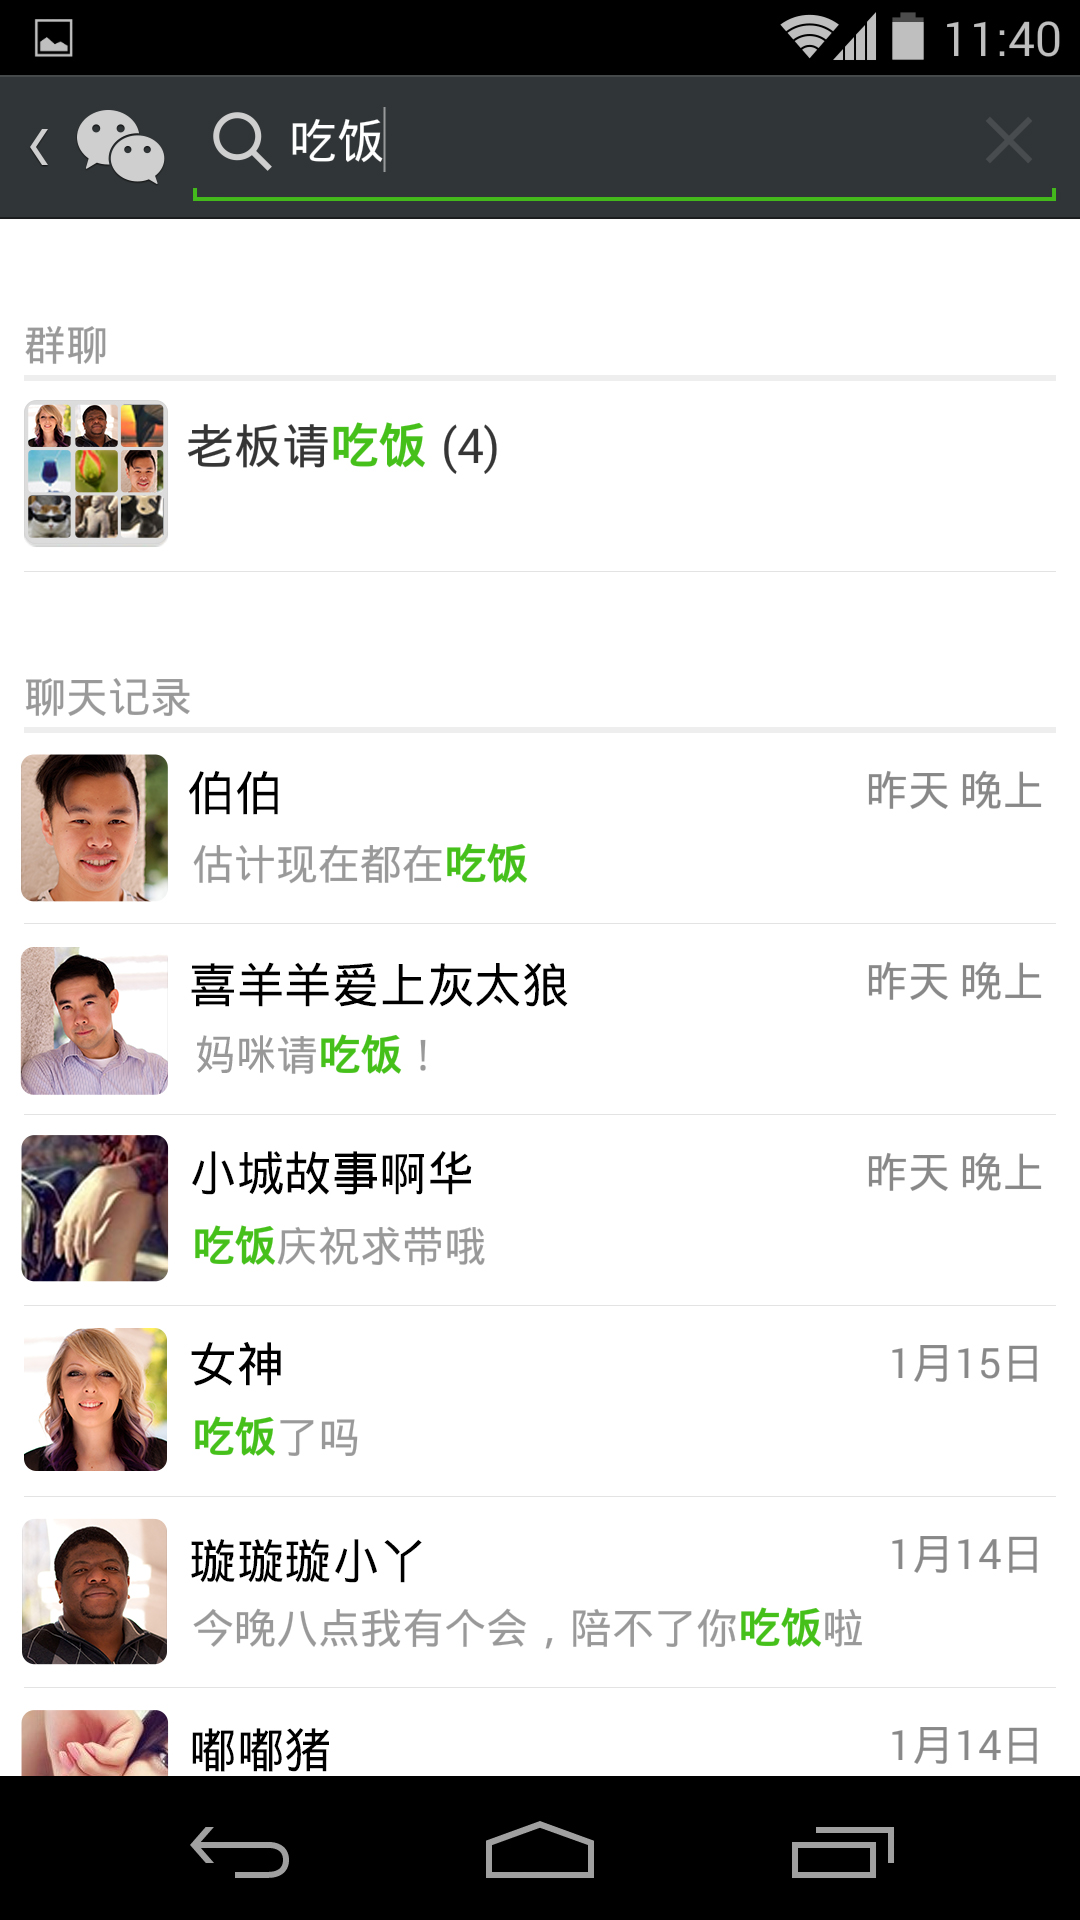 11:40
吃饭
群聊
老板请吃饭 (4)
聊天记录
伯伯
昨天 晚上
估计现在都在吃饭
喜羊羊爱上灰太狼
昨天 晚上
妈咪请吃饭！
小城故事啊华
昨天 晚上
吃饭庆祝求带哦
女神
1月15日
吃饭了吗
璇璇璇小丫
1月14日
今晚八点我有个会，陪不了你吃饭啦
嘟嘟猪
1月14日